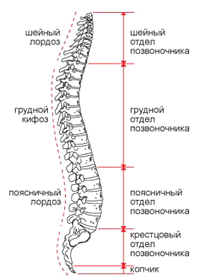 шейный
лордоз
шейный
отдел
позвоночника
грудной
кифоз
грудной
отдел
позвоночника
поясничный
лордоз
поясничный
отдел
позвоночника
крестцовый
отдел
позвоночника
копчик